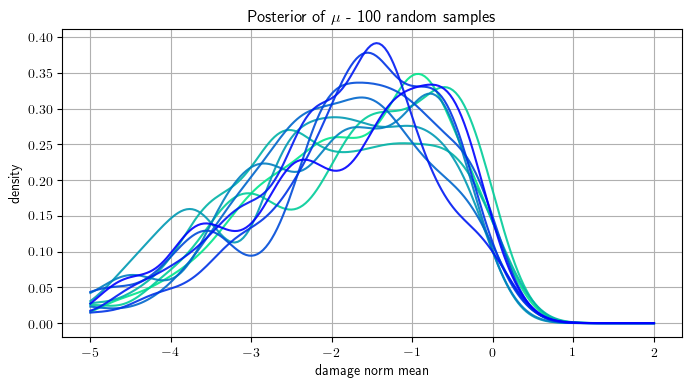 Posterior of μ - 100 random samples
density
0.40
0.35
0.30
0.25
0.20
0.15
0.10
0.05
0.00
−5 −4 −3 −2 −1 0 1 2
damage norm mean